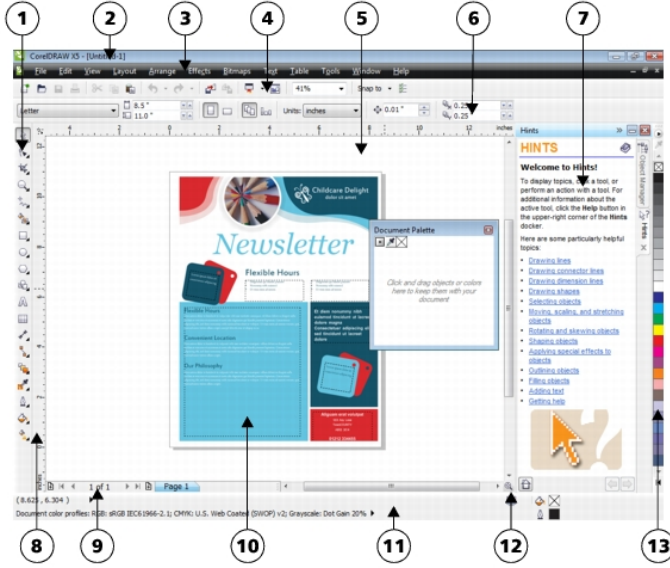 1 2 3 4 5 6 7
CorelDRAW X5 - [Untitled-1]
File Edit View Layout Arrange Effects Bitmaps Text Table Tools Window Help
41% Snap to
Letter 8.5 " 11.0 " Units: inches 0.01 " 0.25 0.25
inches
Hints
HINTS
Welcome to Hints!
To display topics, click a tool, or
perform an action with a tool. For
additional information about the
active tool, click the Help button in
the upper-right corner of the Hints
docker.
Here are some particularly helpful
topics:
• Drawing lines
• Drawing connector lines
• Drawing dimension lines
• Drawing shapes
• Selecting objects
• Moving, scaling, and stretching
objects
• Rotating and skewing objects
• Shaping objects
• Applying special effects to
objects
• Outlining objects
• Filling objects
• Adding text
• Getting help
Object Manager
Hints
Childcare Delight
dolor sit amet
Newsletter
Flexible Hours
Document Palette
Click and drag objects or colors
here to keep them with your
document
Flexible Hours
Convenient Location
Our Philosophy
1 of 1 Page 1
(8.625, 6.304 )
Document color profiles: RGB: sRGB IEC61966-2.1; CMYK: U.S. Web Coated (SWOP) v2; Grayscale: Dot Gain 20%
8 9 10 11 12 13